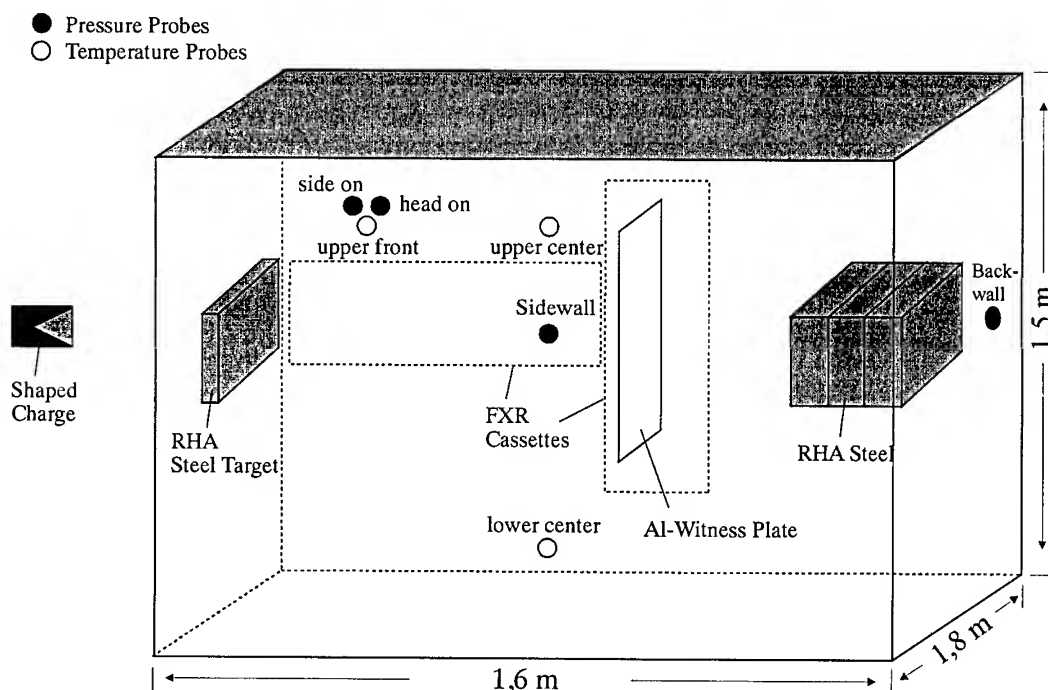 Pressure Probes
Temperature Probes
side on
head on
upper front
upper center
Sidewall
Back-
wall
1,5 m
Shaped
Charge
RHA
Steel Target
FXR
Cassettes
RHA Steel
Al-Witness Plate
lower center
1,8 m
1,6 m